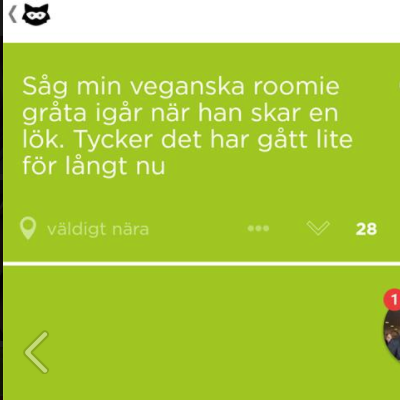 Såg min veganska roomie
gråta igår när han skar en
lök. Tycker det har gått lite
för långt nu
väldigt nära
28
1